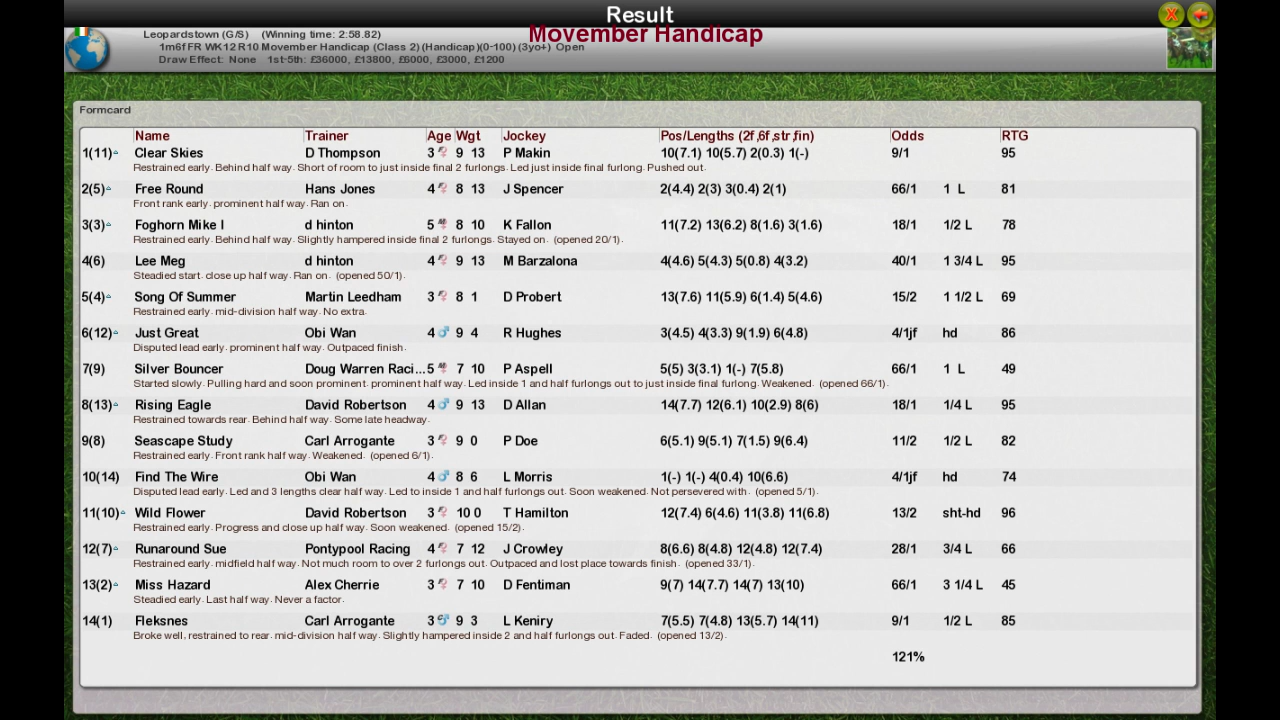 Result
Movember Handicap
Leopardstown (G/S) (Winning time: 2:58.82)
1m6f FR WK12 R10 Movember Handicap (Class 2) (Handicap)(0-100) (3yo+) Open
Draw Effect: None 1st-5th: £36000, £13800, £6000, £3000, £1200
Formcard
Name Trainer Age Wgt Jockey Pos/Lengths (2f,6f,str,fin) Odds RTG
1(11) Clear Skies D Thompson 3 9 13 P Makin 10(7.1) 10(5.7) 2(0.3) 1(-) 9/1 95
Restrained early. Behind half way. Short of room to just inside final 2 furlongs. Led just inside final furlong. Pushed out.
2(5) Free Round Hans Jones 4 8 13 J Spencer 2(4.4) 2(3) 3(0.4) 2(1) 66/1 1 L 81
Front rank early. prominent half way. Ran on.
3(3) Foghorn Mike I d hinton 5 8 10 K Fallon 11(7.2) 13(6.2) 8(1.6) 3(1.6) 18/1 1/2 L 78
Restrained early. Behind half way. Slightly hampered inside final 2 furlongs. Stayed on. (opened 20/1).
4(6) Lee Meg d hinton 4 9 13 M Barzalona 4(4.6) 5(4.3) 5(0.8) 4(3.2) 40/1 1 3/4 L 95
Steadied start. close up half way. Ran on. (opened 50/1).
5(4) Song Of Summer Martin Leedham 3 8 1 D Probert 13(7.6) 11(5.9) 6(1.4) 5(4.6) 15/2 1 1/2 L 69
Restrained early. mid-division half way. No extra.
6(12) Just Great Obi Wan 4 9 4 R Hughes 3(4.5) 4(3.3) 9(1.9) 6(4.8) 4/1jf hd 86
Disputed lead early. prominent half way. Outpaced finish.
7(9) Silver Bouncer Doug Warren Raci... 5 7 10 P Aspell 5(5) 3(3.1) 1(-) 7(5.8) 66/1 1 L 49
Started slowly. Pulling hard and soon prominent. prominent half way. Led inside 1 and half furlongs out to just inside final furlong. Weakened. (opened 66/1).
8(13) Rising Eagle David Robertson 4 9 13 D Allan 14(7.7) 12(6.1) 10(2.9) 8(6) 18/1 1/4 L 95
Restrained towards rear. Behind half way. Some late headway.
9(8) Seascape Study Carl Arrogante 3 9 0 P Doe 6(5.1) 9(5.1) 7(1.5) 9(6.4) 11/2 1/2 L 82
Restrained early. Front rank half way. Weakened. (opened 6/1).
10(14) Find The Wire Obi Wan 4 8 6 L Morris 1(-) 1(-) 4(0.4) 10(6.6) 4/1jf hd 74
Disputed lead early. Led and 3 lengths clear half way. Led to inside 1 and half furlongs out. Soon weakened. Not persevered with. (opened 5/1).
11(10) Wild Flower David Robertson 3 10 0 T Hamilton 12(7.4) 6(4.6) 11(3.8) 11(6.8) 13/2 sht-hd 96
Restrained early. Progress and close up half way. Soon weakened. (opened 15/2).
12(7) Runaround Sue Pontypool Racing 4 7 12 J Crowley 8(6.6) 8(4.8) 12(4.8) 12(7.4) 28/1 3/4 L 66
Restrained early. midfield half way. Not much room to over 2 furlongs out. Outpaced and lost place towards finish. (opened 33/1).
13(2) Miss Hazard Alex Cherrie 3 7 10 D Fentiman 9(7) 14(7.7) 14(7) 13(10) 66/1 3 1/4 L 45
Steadied early. Last half way. Never a factor.
14(1) Fleksnes Carl Arrogante 3 9 3 L Keniry 7(5.5) 7(4.8) 13(5.7) 14(11) 9/1 1/2 L 85
Broke well, restrained to rear. mid-division half way. Slightly hampered inside 2 and half furlongs out. Faded. (opened 13/2).
121%